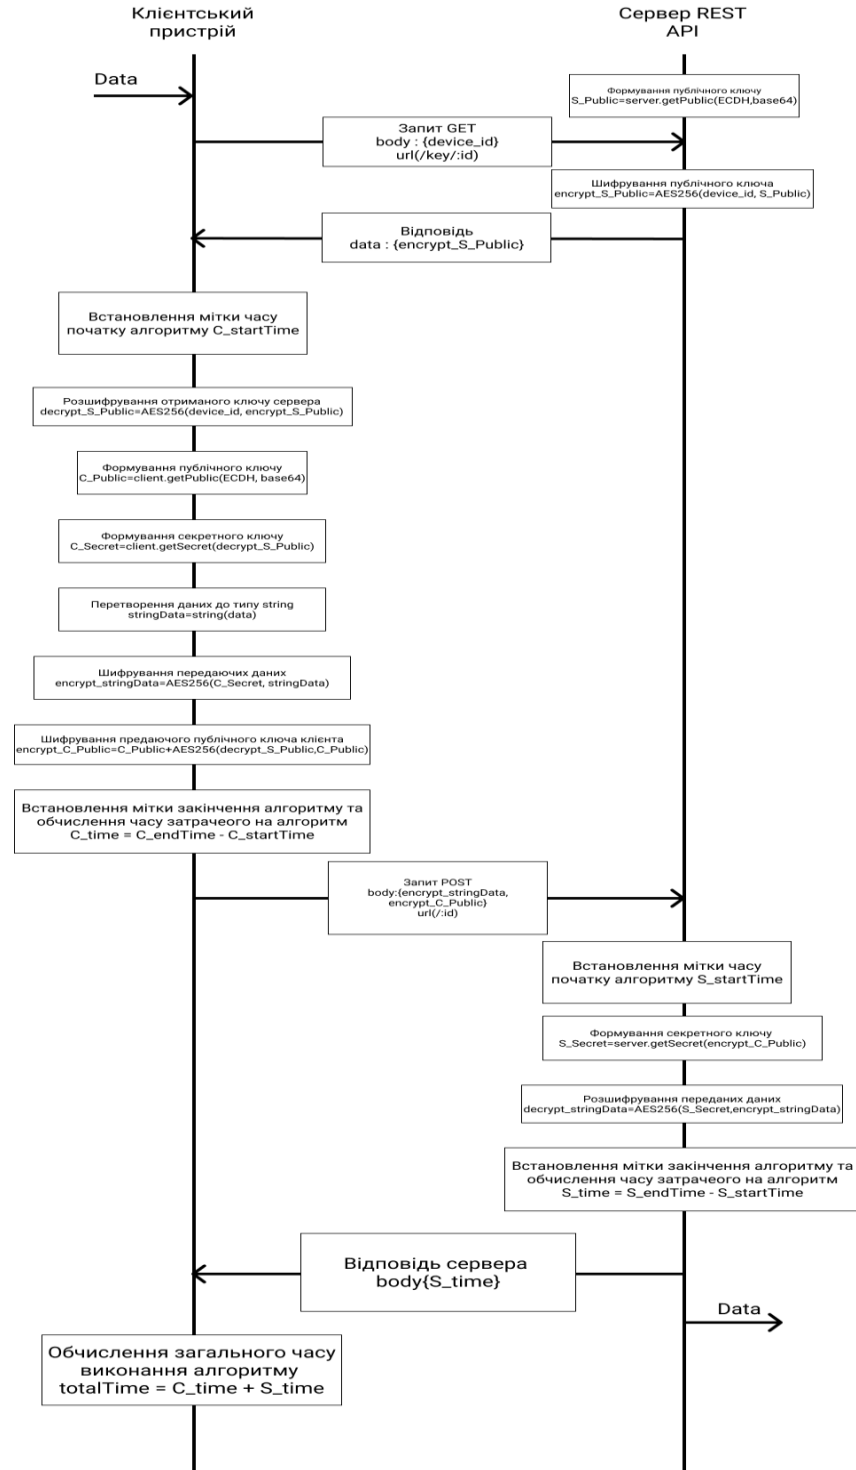 Клієнтський
пристрій
Сервер REST
API
Data
Формування публічного ключу
S_Public=server.getPublic(ECDH,base64)
Запит GET
body : {device_id}
url(/key/:id)
Шифрування публічного ключа
encrypt_S_Public=AES256(device_id, S_Public)
Відповідь
data : {encrypt_S_Public}
Встановлення мітки часу
початку алгоритму C_startTime
Розшифрування отриманого ключу сервера
decrypt_S_Public=AES256(device_id, encrypt_S_Public)
Формування публічного ключу
C_Public=client.getPublic(ECDH, base64)
Формування секретного ключу
C_Secret=client.getSecret(decrypt_S_Public)
Перетворення даних до типу string
stringData=string(data)
Шифрування передаючих даних
encrypt_stringData=AES256(C_Secret, stringData)
Шифрування предаючого публічного ключа клієнта
encrypt_C_Public=C_Public+AES256(decrypt_S_Public,C_Public)
Встановлення мітки закінчення алгоритму та
обчислення часу затрачеого на алгоритм
C_time = C_endTime - C_startTime
Запит POST
body:{encrypt_stringData,
encrypt_C_Public}
url(/:id)
Встановлення мітки часу
початку алгоритму S_startTime
Формування секретного ключу
S_Secret=server.getSecret(encrypt_C_Public)
Розшифрування переданих даних
decrypt_stringData=AES256(S_Secret,encrypt_stringData)
Встановлення мітки закінчення алгоритму та
обчислення часу затрачеого на алгоритм
S_time = S_endTime - S_startTime
Відповідь сервера
body{S_time}
Data
Обчислення загального часу
виконання алгоритму
totalTime = C_time + S_time